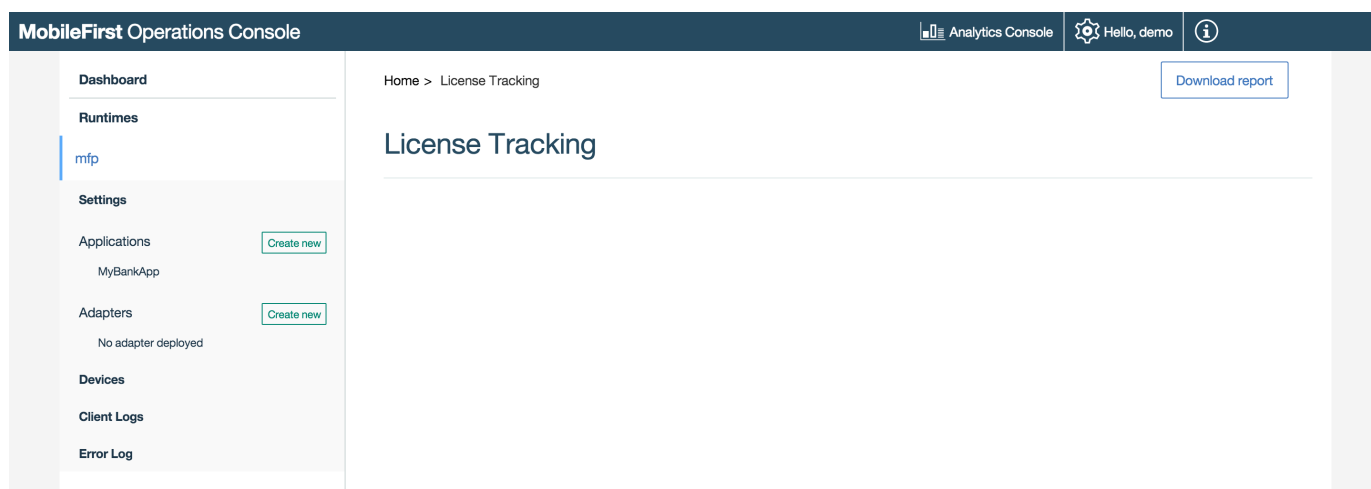 MobileFirst Operations Console
Analytics Console
Hello, demo
Dashboard
Runtimes
mfp
Settings
Applications Create new
MyBankApp
Adapters Create new
No adapter deployed
Devices
Client Logs
Error Log
Home > License Tracking
Download report
License Tracking